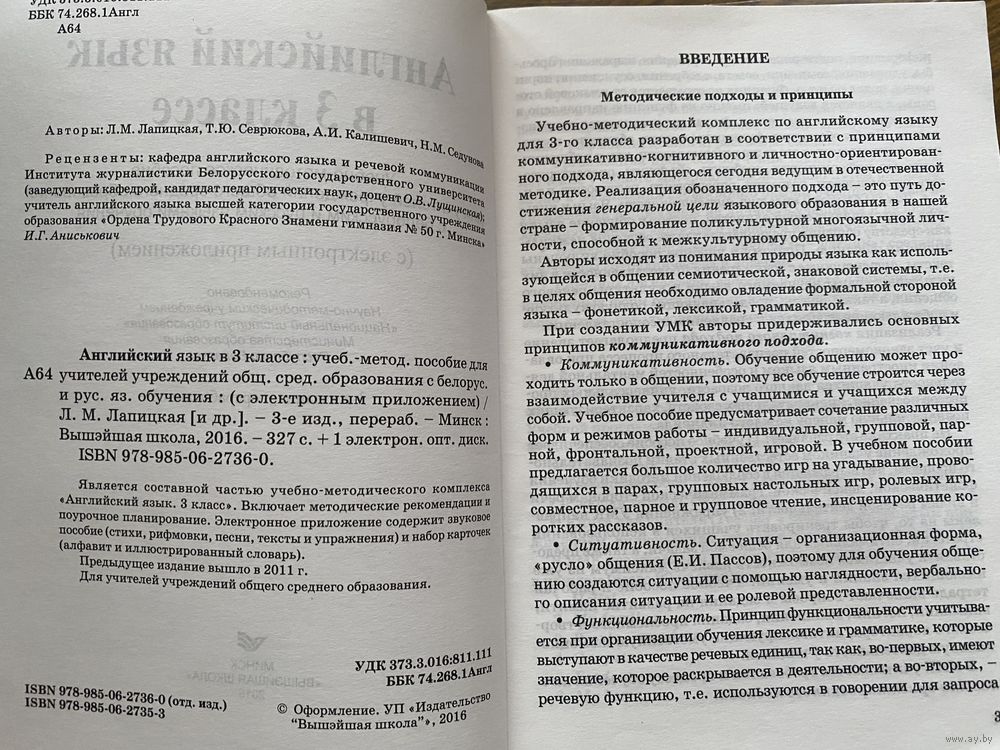 УДК 373.3.016:811.111
ББК 74.268.1Англ
А64
Авторы: Л.М. Лапицкая, Т.Ю. Севрюкова, А.И. Калишевич, Н.М. Седунова
Рецензенты: кафедра английского языка и речевой коммуникации
Института журналистики Белорусского государственного университета
(заведующий кафедрой, кандидат педагогических наук, доцент О.В. Лущинская);
учитель английского языка высшей категории государственного учреждения
образования «Ордена Трудового Красного Знамени гимназия № 50 г. Минска»
И.Г. Аниськович
Английский язык в 3 классе : учеб.-метод. пособие для
А64 учителей учреждений общ. сред. образования с белорус.
и рус. яз. обучения : (с электронным приложением) /
Л. М. Лапицкая [и др.]. – 3-е изд., перераб. – Минск :
Вышэйшая школа, 2016. – 327 с. + 1 электрон. опт. диск.
ISBN 978-985-06-2736-0.
Является составной частью учебно-методического комплекса
«Английский язык. 3 класс». Включает методические рекомендации и
поурочное планирование. Электронное приложение содержит звуковое
пособие (стихи, рифмовки, песни, тексты и упражнения) и набор карточек
(алфавит и иллюстрированный словарь).
Предыдущее издание вышло в 2011 г.
Для учителей учреждений общего среднего образования.
УДК 373.3.016:811.111
ББК 74.268.1Англ
ISBN 978-985-06-2736-0 (отд. изд.)
ISBN 978-985-06-2735-3
© Оформление. УП «Издательство
"Вышэйшая школа"», 2016
ВВЕДЕНИЕ
Методические подходы и принципы
Учебно-методический комплекс по английскому языку
для 3-го класса разработан в соответствии с принципами
коммуникативно-когнитивного и личностно-ориентирован-
ного подхода, являющегося сегодня ведущим в отечественной
методике. Реализация обозначенного подхода – это путь до-
стижения генеральной цели языкового образования в нашей
стране – формирование поликультурной многоязычной лич-
ности, способной к межкультурному общению.
Авторы исходят из понимания природы языка как исполь-
зующейся в общении семиотической, знаковой системы, т.е.
в целях общения необходимо овладение формальной стороной
языка – фонетикой, лексикой, грамматикой.
При создании УМК авторы придерживались основных
принципов коммуникативного подхода.
• Коммуникативность. Обучение общению может про-
ходить только в общении, поэтому все обучение строится через
взаимодействие учителя с учащимися и учащихся между
собой. Учебное пособие предусматривает сочетание различных
форм и режимов работы – индивидуальной, групповой, пар-
ной, фронтальной, проектной, игровой. В учебном пособии
предлагается большое количество игр на угадывание, прово-
дящихся в парах, групповых настольных игр, ролевых игр,
совместное, парное и групповое чтение, инсценирование ко-
ротких рассказов.
• Ситуативность. Ситуация – организационная форма,
«русло» общения (Е.И. Пассов), поэтому для обучения обще-
нию создаются ситуации с помощью наглядности, вербально-
го описания ситуации и ее ролевой представленности.
• Функциональность. Принцип функциональности учитыва-
ется при организации обучения лексике и грамматике, которые
выступают в качестве речевых единиц, так как, во-первых, имеют
значение, которое раскрывается в деятельности; а во-вторых, –
речевую функцию, т.е. используются в говорении для запроса
3
www.ay.by